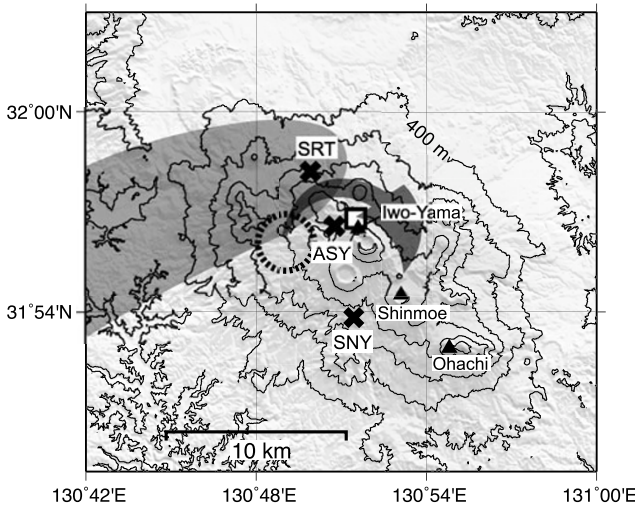 32°00'N
400 m
SRT
Iwo-Yama
ASY
31°54'N
Shinmoe
SNY
Ohachi
10 km
130°42'E
130°48'E
130°54'E
131°00'E